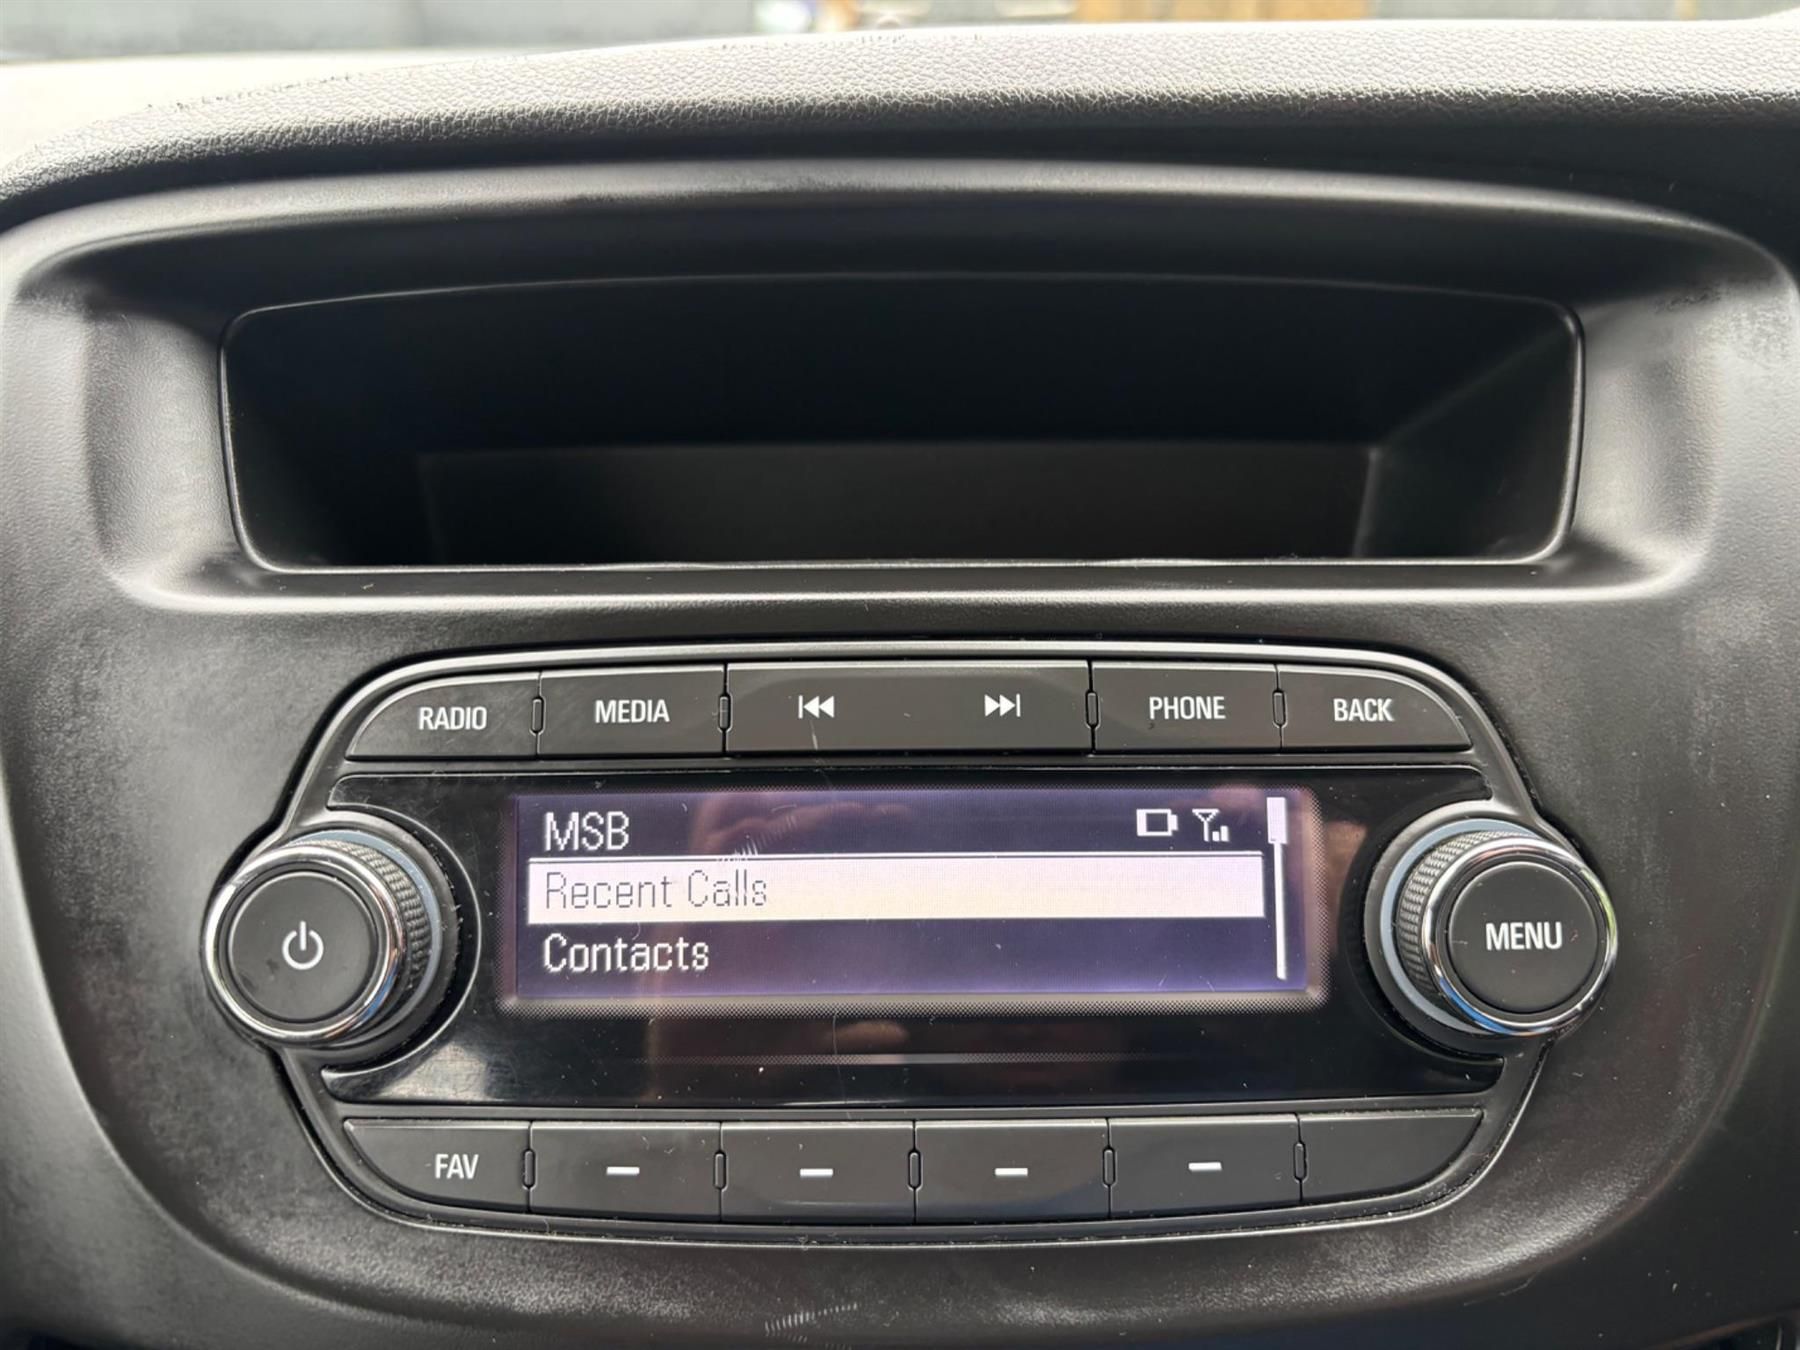 RADIO MEDIA PHONE BACK
MSB
Recent Calls
Contacts
MENU
FAV